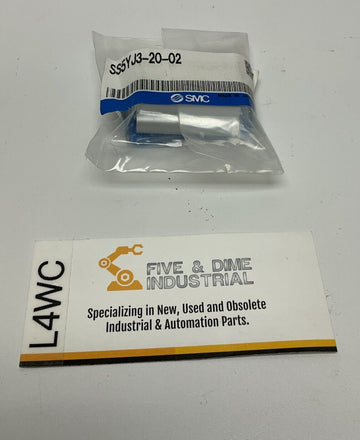 SS5YJ3-20-02
SMC
L4WC
FIVE & DIME
INDUSTRIAL
Specializing in New, Used and Obsolete
Industrial & Automation Parts.